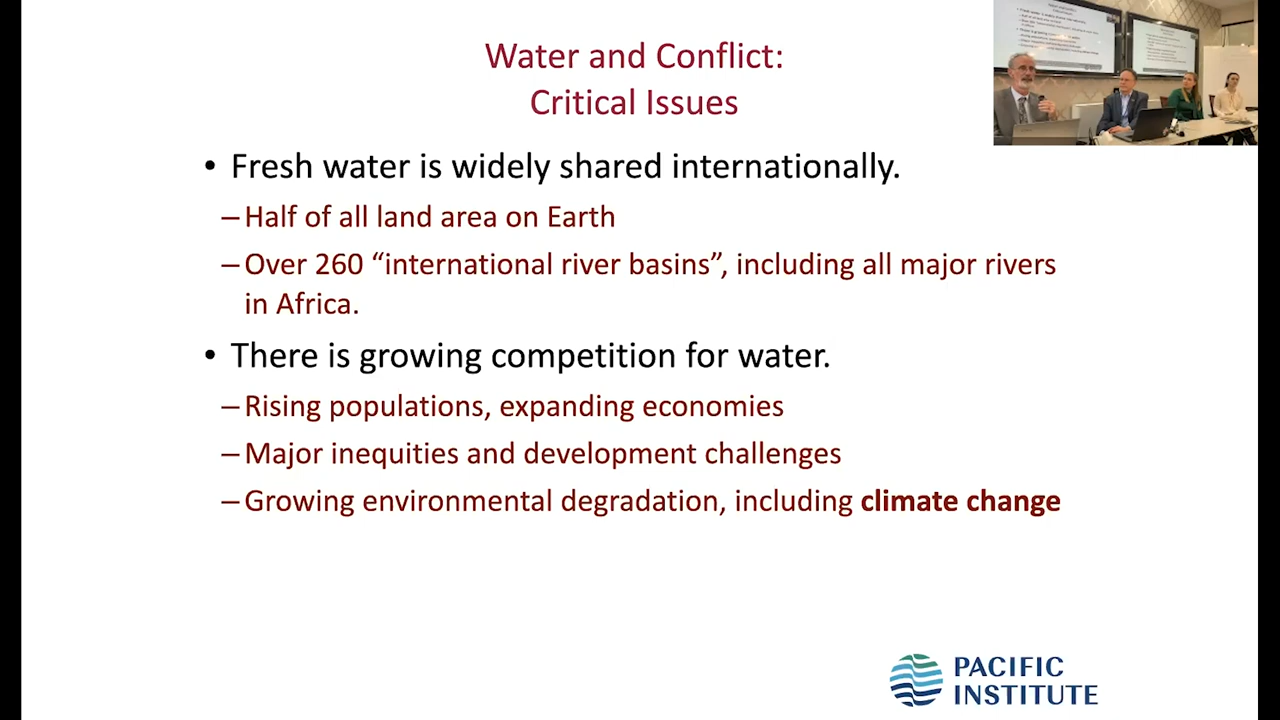 Water and Conflict:
Critical Issues
• Fresh water is widely shared internationally.
– Half of all land area on Earth
– Over 260 “international river basins”, including all major rivers
in Africa.
• There is growing competition for water.
– Rising populations, expanding economies
– Major inequities and development challenges
– Growing environmental degradation, including climate change
PACIFIC
INSTITUTE